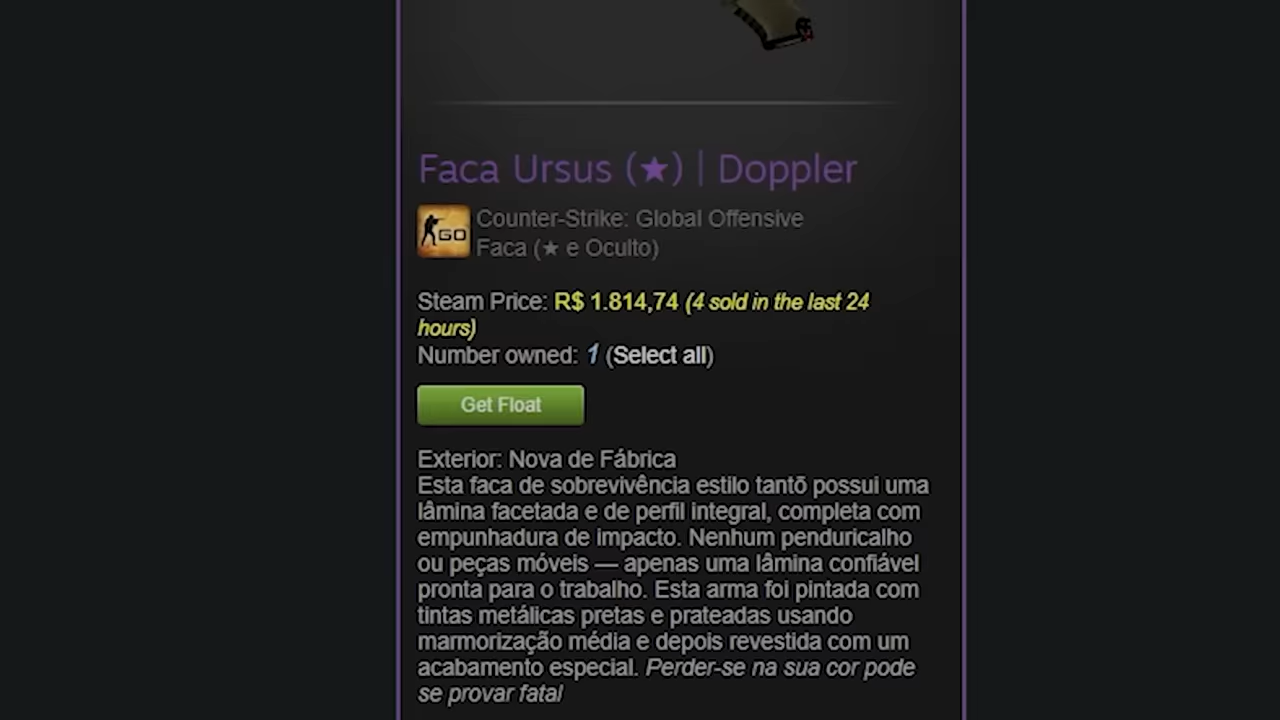 Faca Ursus (★) | Doppler
GO
Counter-Strike: Global Offensive
Faca (★ e Oculto)
Steam Price: R$ 1.814,74 (4 sold in the last 24
hours)
Number owned: 1 (Select all)
Get Float
Exterior: Nova de Fábrica
Esta faca de sobrevivência estilo tantō possui uma
lâmina facetada e de perfil integral, completa com
empunhadura de impacto. Nenhum penduricalho
ou peças móveis — apenas uma lâmina confiável
pronta para o trabalho. Esta arma foi pintada com
tintas metálicas pretas e prateadas usando
marmorização média e depois revestida com um
acabamento especial. Perder-se na sua cor pode
se provar fatal